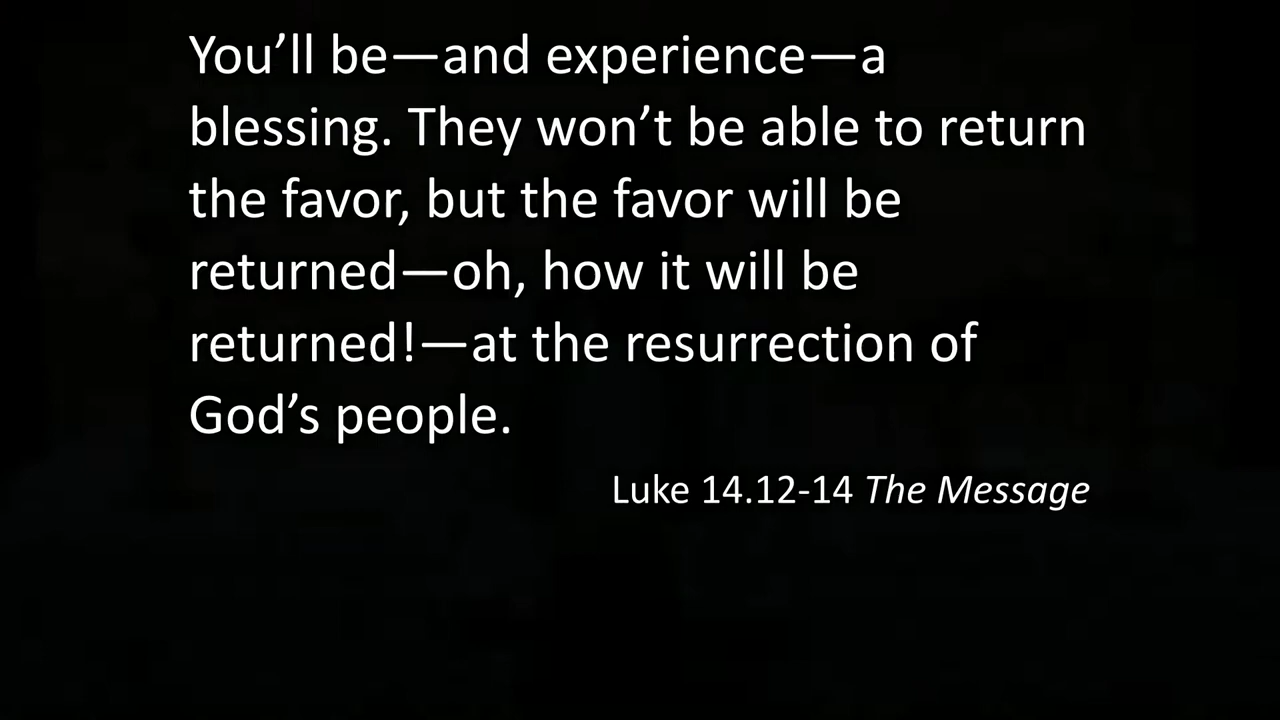 You’ll be—and experience—a
blessing. They won’t be able to return
the favor, but the favor will be
returned—oh, how it will be
returned!—at the resurrection of
God’s people.
Luke 14.12-14 The Message